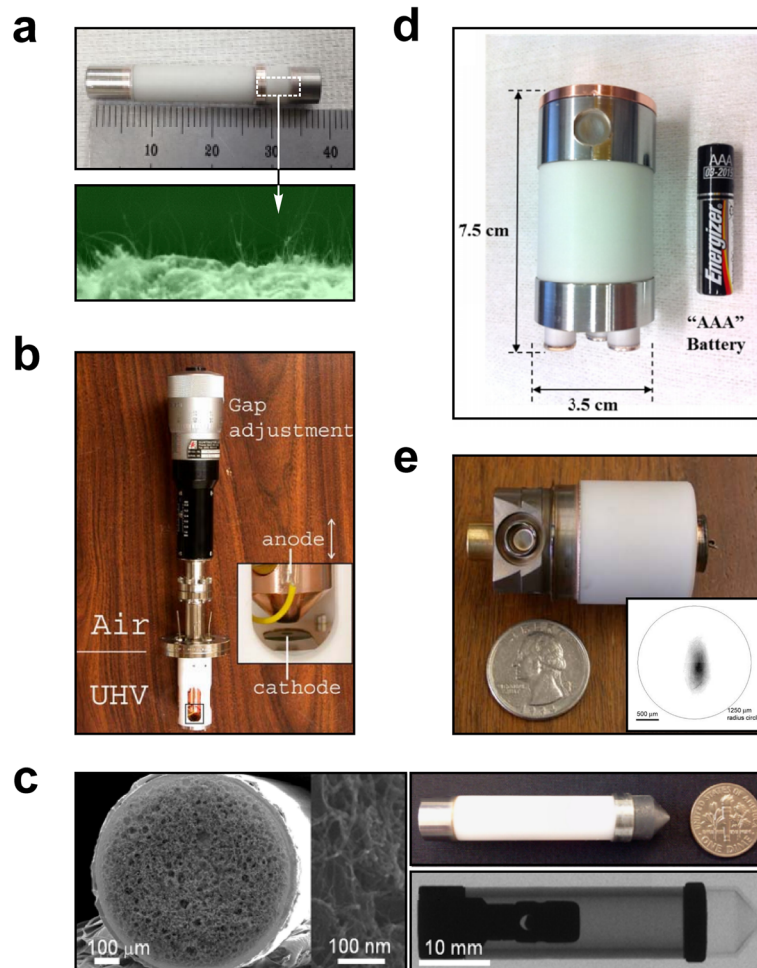 a
10
20
30
40
b
Gap
adjustment
anode
Air
UHV
cathode
c
100 µm
100 nm
10 mm
d
7.5 cm
3.5 cm
AAA
Energizer
"AAA"
Battery
e
500 µm
1250 µm
radius circl